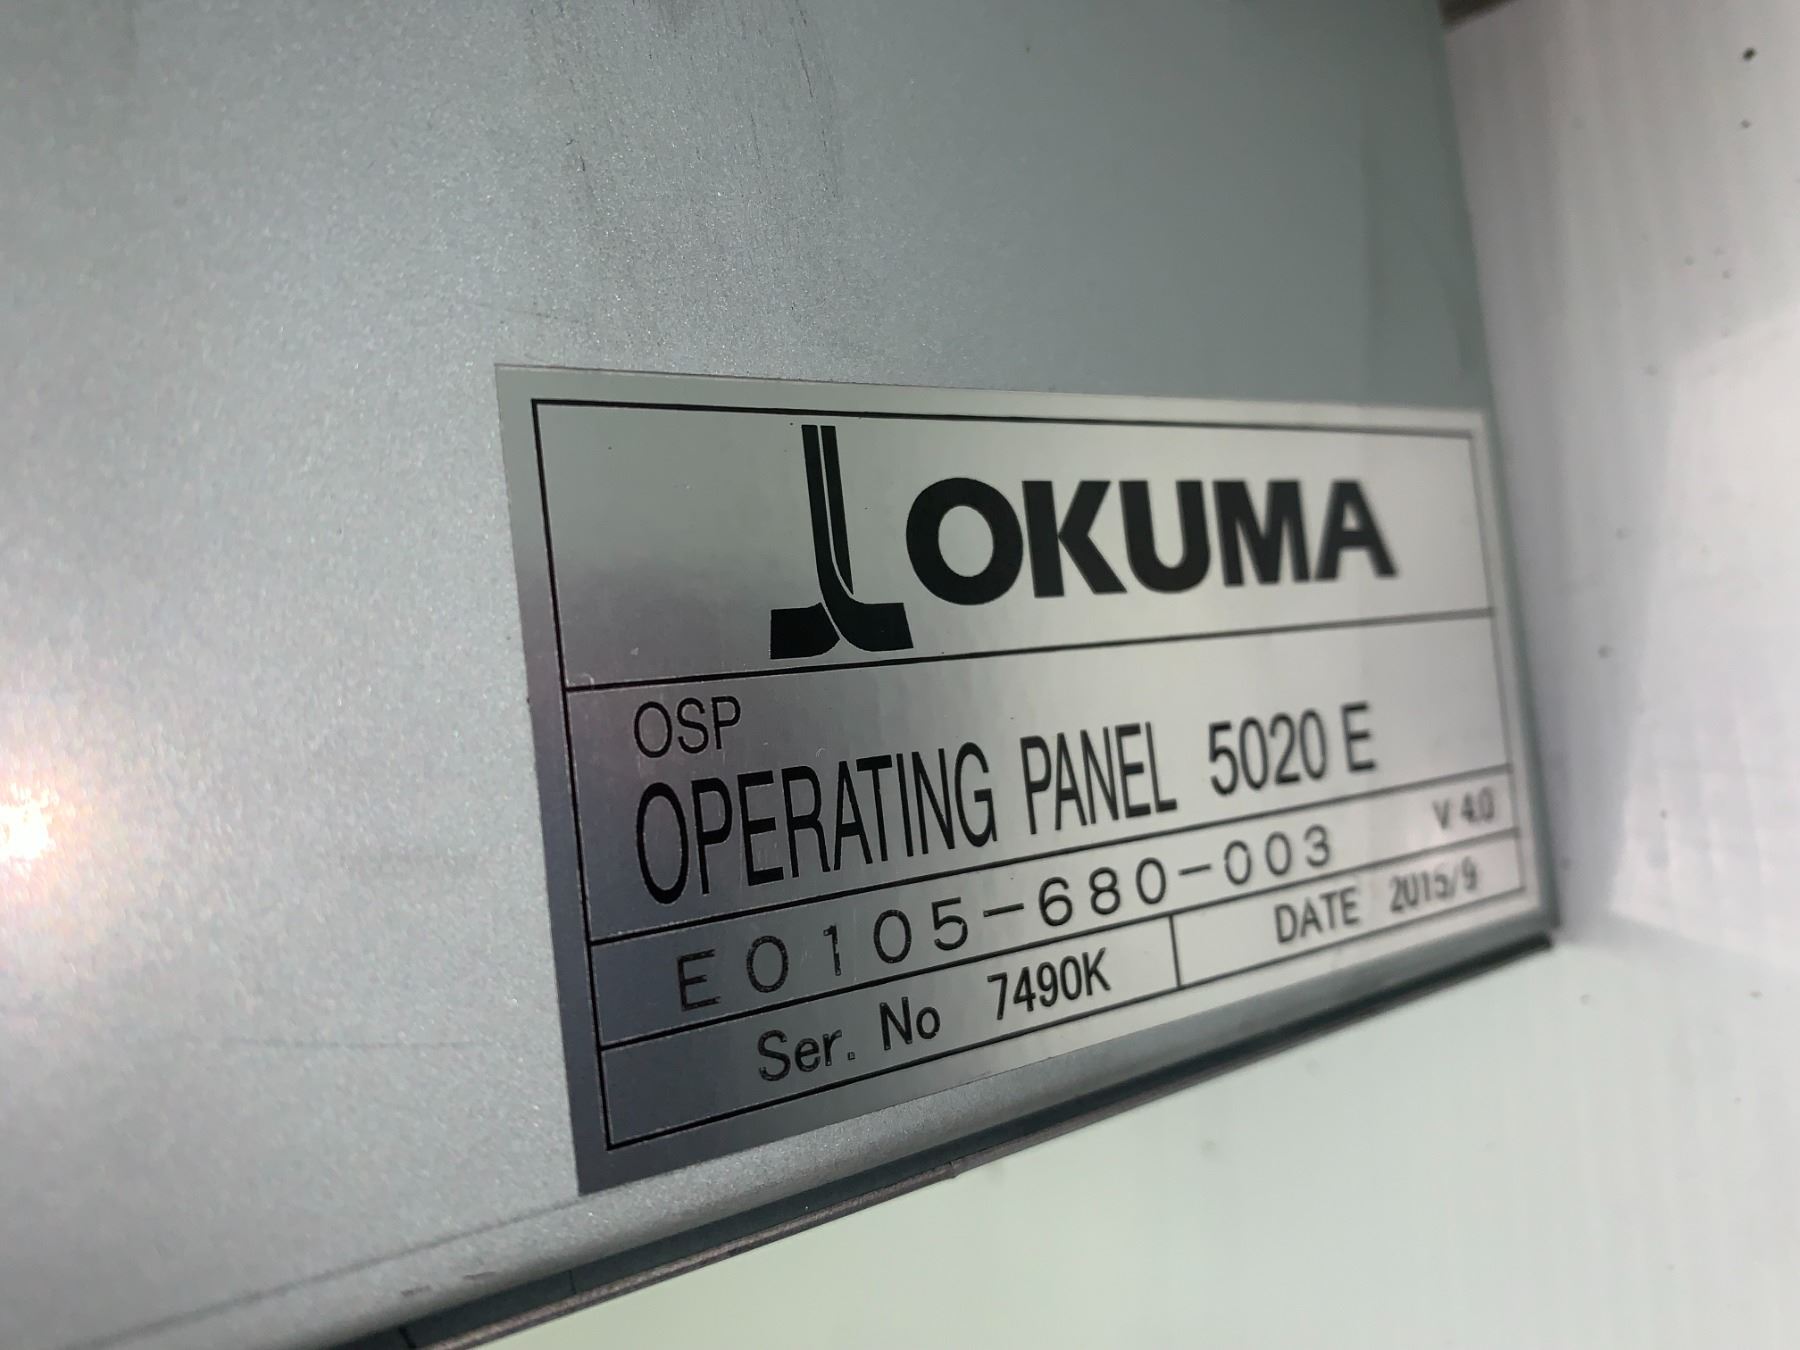 OKUMA
OSP
OPERATING PANEL 5020 E
E0105-680-003 V 4.0
Ser. No 7490K DATE 2015/9